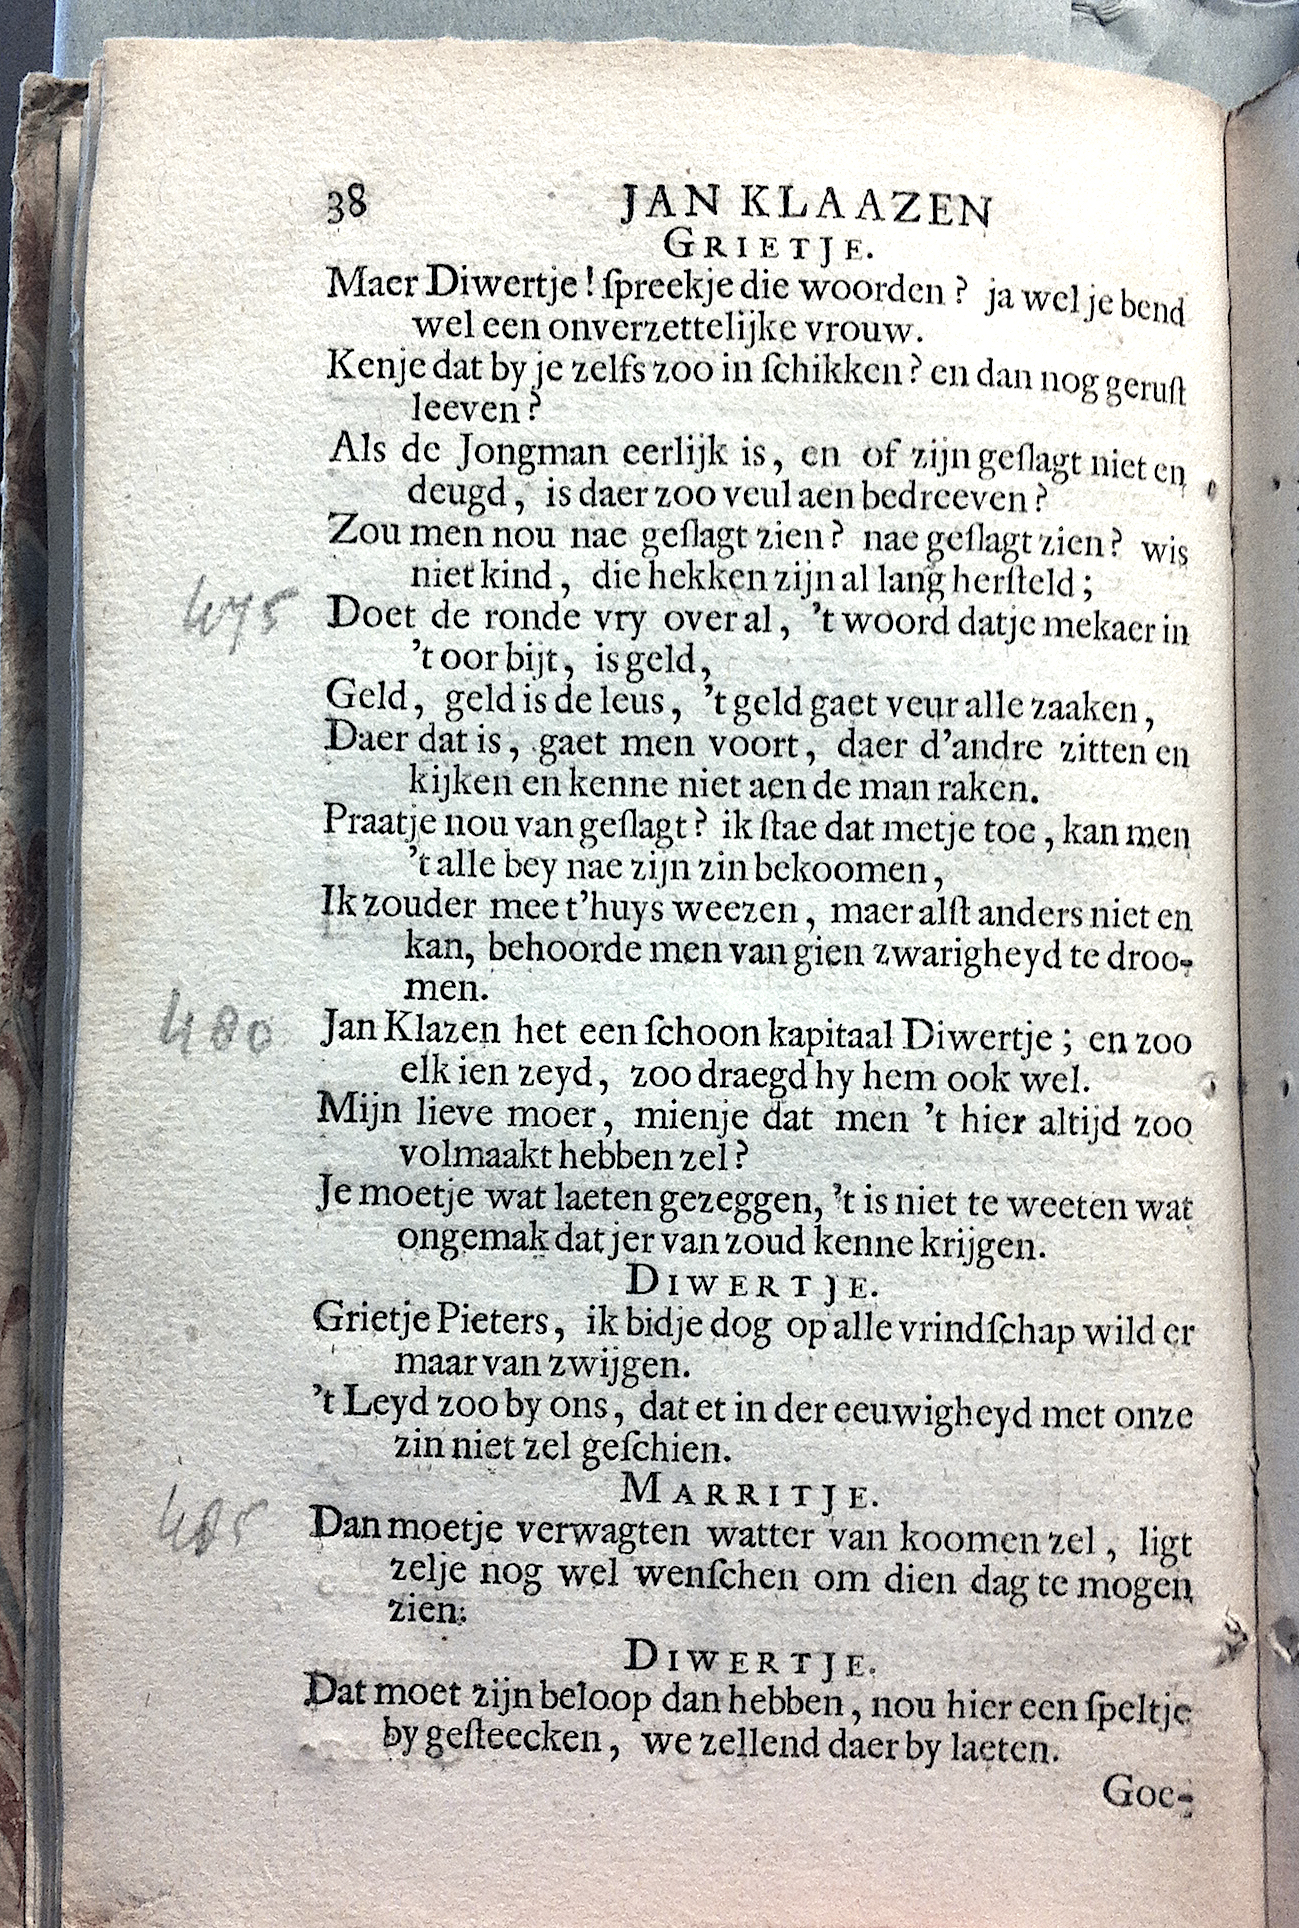 38 JAN KLAAZEN
GRIETJE.
Maer Diwertje! ſpreekje die woorden? ja wel je bend
wel een onverzettelijke vrouw.
Kenje dat by je zelfs zoo in ſchikken? en dan nog geruſt
leeven?
Als de Jongman eerlijk is, en of zijn geſlagt niet en
deugd, is daer zoo veul aen bedreeven?
Zou men nou nae geſlagt zien? nae geſlagt zien? wis
niet kind, die hekken zijn al lang herſteld;
475 Doet de ronde vry over al, 't woord datje mekaer in
't oor bijt, is geld,
Geld, geld is de leus, 't geld gaet veur alle zaaken,
Daer dat is, gaet men voort, daer d'andre zitten en
kijken en kenne niet aen de man raken.
Praatje nou van geſlagt? ik ſtae dat metje toe, kan men
't alle bey nae zijn zin bekoomen,
Ik zouder mee t'huys weezen, maer alſt anders niet en
kan, behoorde men van gien zwarigheyd te droo-
men.
480 Jan Klazen het een ſchoon kapitaal Diwertje; en zoo
elk ien zeyd, zoo draegd hy hem ook wel.
Mijn lieve moer, mienje dat men 't hier altijd zoo
volmaakt hebben zel?
Je moetje wat laeten gezeggen, 't is niet te weeten wat
ongemak dat jer van zoud kenne krijgen.
DIWERTJE.
Grietje Pieters, ik bidje dog op alle vrindſchap wild er
maar van zwijgen.
't Leyd zoo by ons, dat et in der eeuwigheyd met onze
zin niet zel geſchien.
MARRITJE.
485 Dan moetje verwagten watter van koomen zel, ligt
zelje nog wel wenſchen om dien dag te mogen
zien.
DIWERTJE.
Dat moet zijn beloop dan hebben, nou hier een ſpeltje
by geſteecken, we zellend daer by laeten.
Goe-